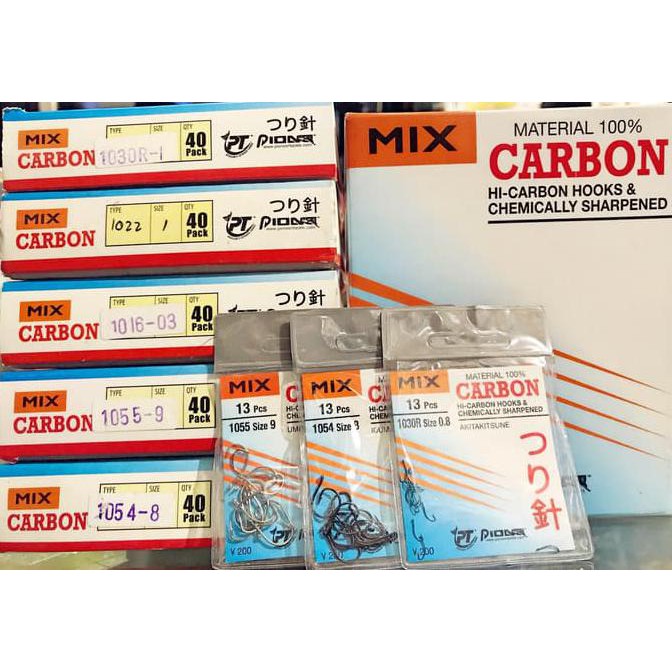 MIX
CARBON
TYPE SIZE QTY
1030R-1 40
Pack
つり針
PT PIONEER
MIX
CARBON
TYPE SIZE QTY
1022 1 40
Pack
つり針
PT PIONEER
MIX
CARBON
TYPE SIZE QTY
1016-03 40
Pack
つり針
MIX
CARBON
TYPE SIZE QTY
1055-9 40
Pack
MIX
CARBON
TYPE SIZE QTY
1054-8 40
Pack
MIX
MATERIAL 100%
CARBON
HI-CARBON HOOKS &
CHEMICALLY SHARPENED
MIX
13 Pcs
1055 Size 9
¥200
MIX
13 Pcs
1054 Size 8
MIX
MATERIAL 100%
CARBON
13 Pcs
HI-CARBON HOOKS &
CHEMICALLY SHARPENED
1030R Size 0.8
AKITAKITSUNE
つり針
¥200
PT PIONEER